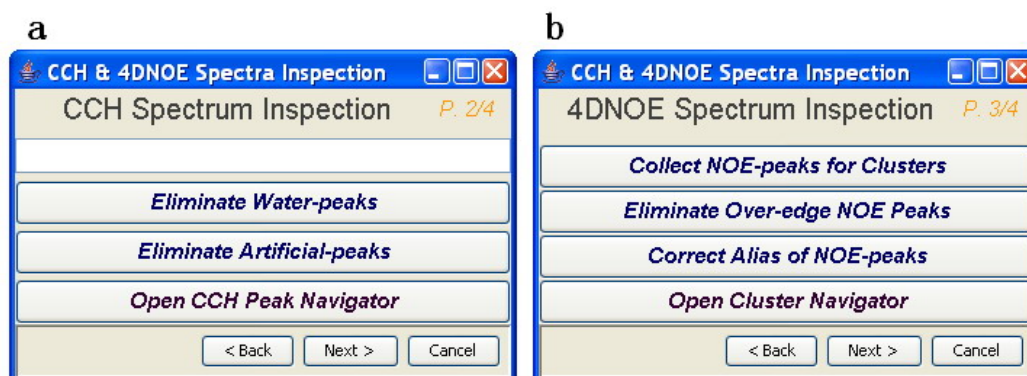 a
CCH & 4DNOE Spectra Inspection
CCH Spectrum Inspection P. 2/4
Eliminate Water-peaks
Eliminate Artificial-peaks
Open CCH Peak Navigator
< Back Next > Cancel
b
CCH & 4DNOE Spectra Inspection
4DNOE Spectrum Inspection P. 3/4
Collect NOE-peaks for Clusters
Eliminate Over-edge NOE Peaks
Correct Alias of NOE-peaks
Open Cluster Navigator
< Back Next > Cancel